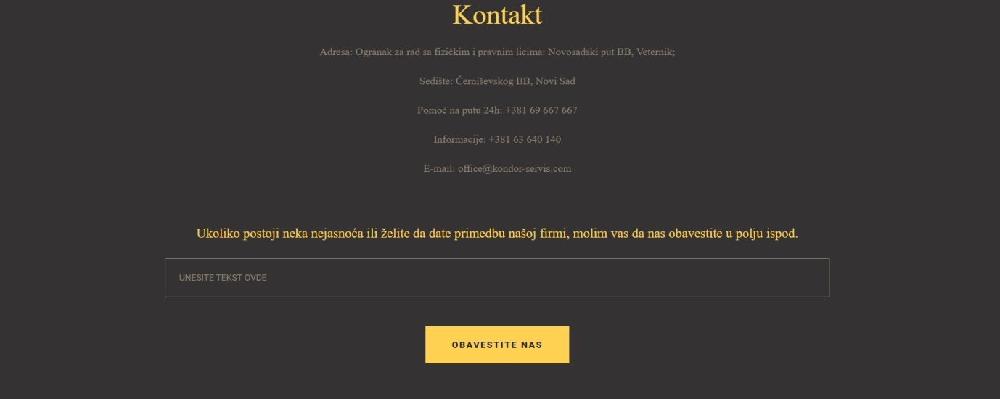 Kontakt
Adresa: Ogranak za rad sa fizičkim i pravnim licima: Novosadski put BB, Veternik;
Sedište: Černiševskog BB, Novi Sad
Pomoć na putu 24h: +381 69 667 667
Informacije: +381 63 640 140
E-mail: office@kondor-servis.com
Ukoliko postoji neka nejasnoća ili želite da date primedbu našoj firmi, molim vas da nas obavestite u polju ispod.
UNESITE TEKST OVDE
OBAVESTITE NAS